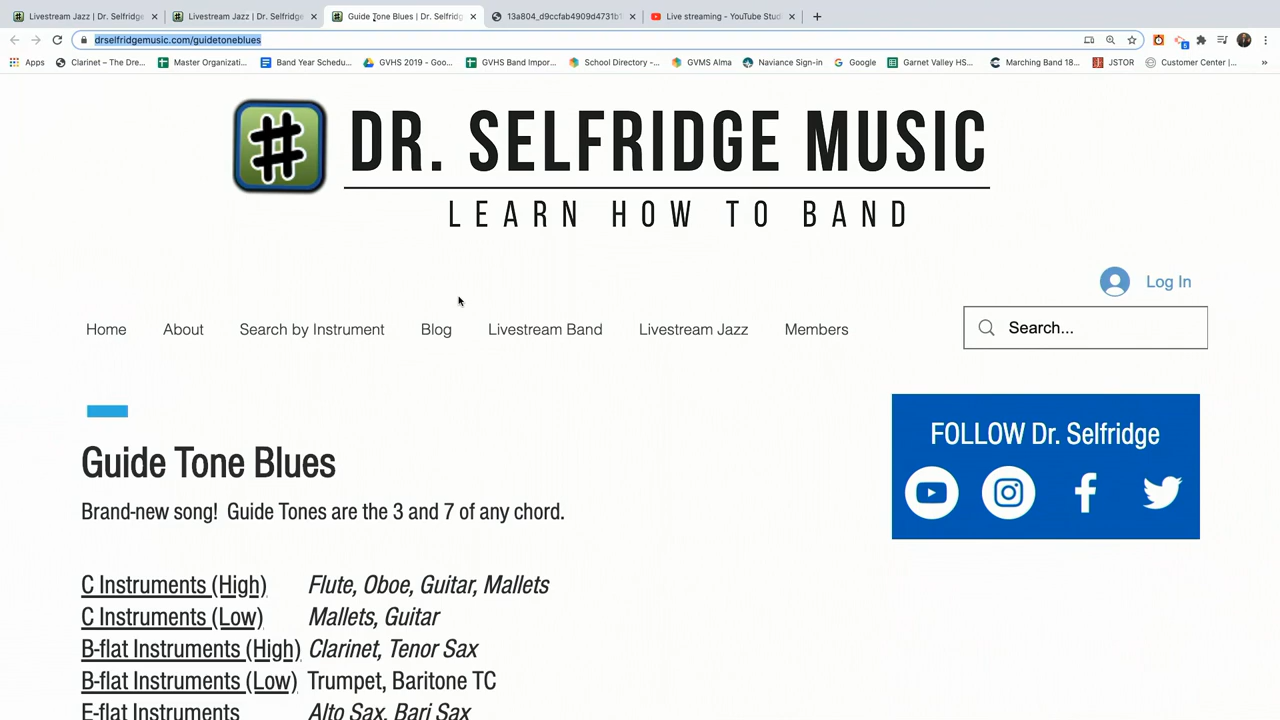 Livestream Jazz | Dr. Selfridge
Livestream Jazz | Dr. Selfridge
Guide Tone Blues | Dr. Selfridg
13a804_d9ccfab4909d4731b1
Live streaming - YouTube Studi
drselfridgemusic.com/guidetoneblues
Apps
Clarinet – The Dre...
Master Organizati...
Band Year Schedu...
GVHS 2019 - Goo...
GVHS Band Impor...
School Directory -...
GVMS Alma
Naviance Sign-in
Google
Garnet Valley HS...
Marching Band 18...
JSTOR
Customer Center |...
DR. SELFRIDGE MUSIC
LEARN HOW TO BAND
Log In
Home About Search by Instrument Blog Livestream Band Livestream Jazz Members
Search...
FOLLOW Dr. Selfridge
Guide Tone Blues
Brand-new song! Guide Tones are the 3 and 7 of any chord.
C Instruments (High) Flute, Oboe, Guitar, Mallets
C Instruments (Low) Mallets, Guitar
B-flat Instruments (High) Clarinet, Tenor Sax
B-flat Instruments (Low) Trumpet, Baritone TC
E-flat Instruments Alto Sax, Bari Sax